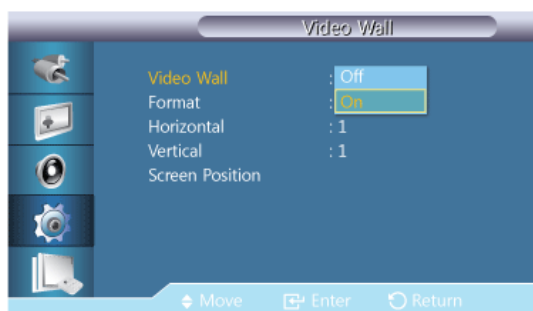 Video Wall
Video Wall : Off
Format : On
Horizontal : 1
Vertical : 1
Screen Position
Move Enter Return